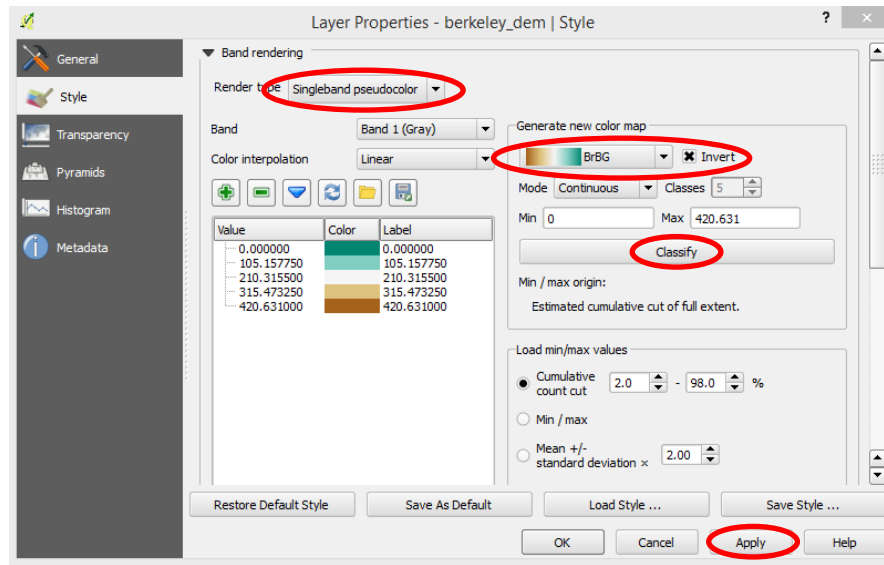 Layer Properties - berkeley_dem | Style
?
×
General
Style
Transparency
Pyramids
Histogram
Metadata
Band rendering
Render type
Singleband pseudocolor
Band
Band 1 (Gray)
Color interpolation
Linear
Value Color Label
0.000000 0.000000
105.157750 105.157750
210.315500 210.315500
315.473250 315.473250
420.631000 420.631000
Generate new color map
BrBG
Invert
Mode Continuous Classes 5
Min 0 Max 420.631
Classify
Min / max origin:
Estimated cumulative cut of full extent.
Load min/max values
Cumulative
count cut
2.0 - 98.0 %
Min / max
Mean +/-
standard deviation ×
2.00
Restore Default Style Save As Default Load Style ... Save Style ...
OK Cancel Apply Help